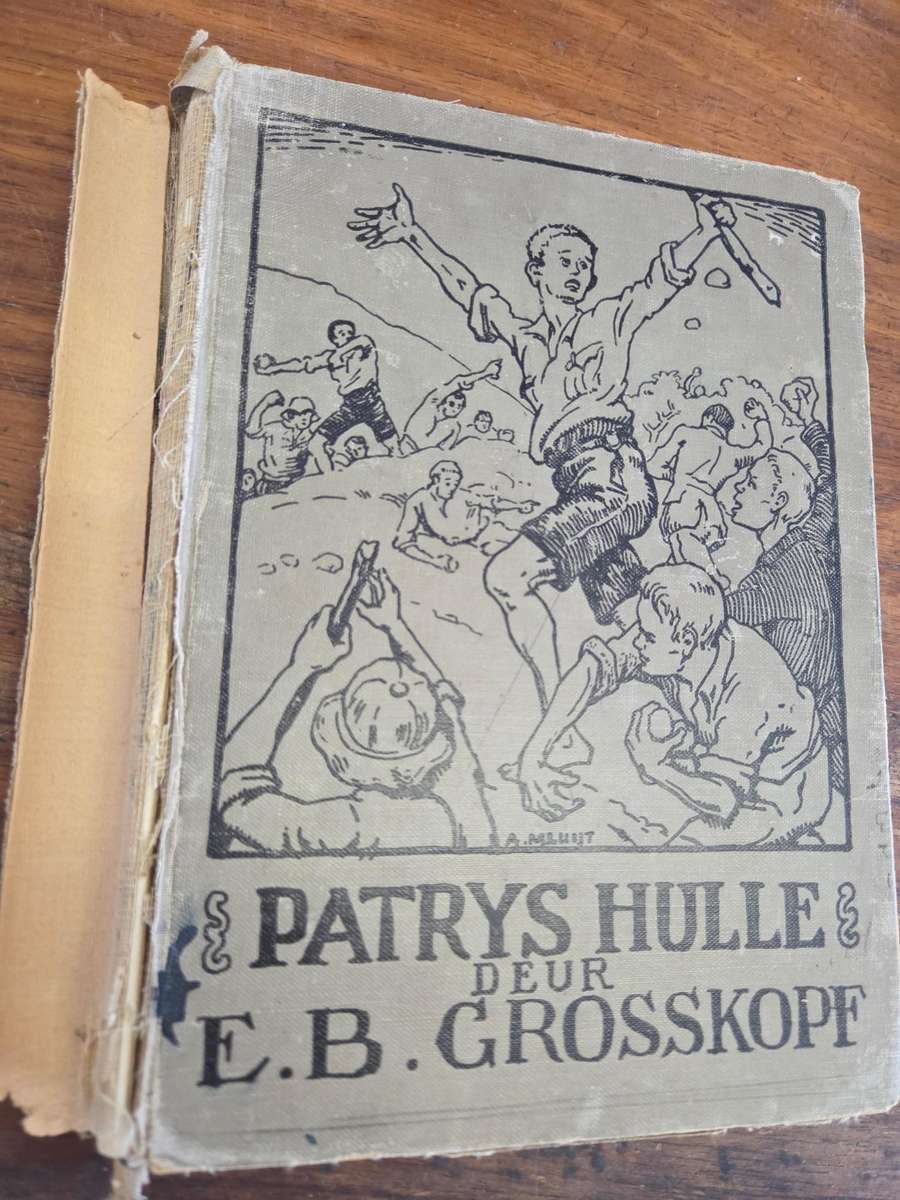 PATRYS HULLE
DEUR
E.B. GROSSKOPF